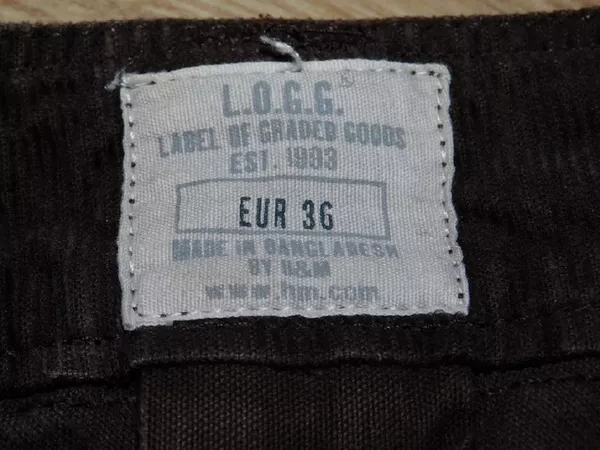 L.O.G.G.®
LABEL OF GRADED GOODS
EST. 1993
EUR 36
MADE IN BANGLADESH
BY H&M
www.hm.com